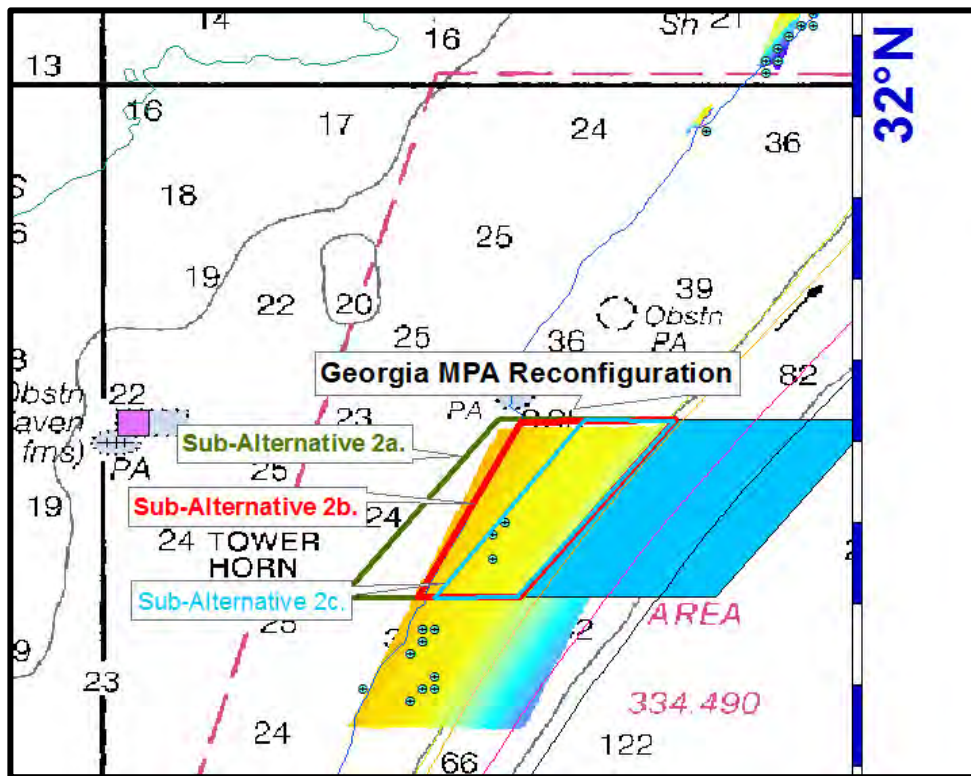 14
21
Sh
16
13
32°N
16
17
24
36
18
25
19
39
22
20
Obstn
PA
25
36
82
Georgia MPA Reconfiguration
Obstn
22
PA
23
Sub-Alternative 2a.
fms)
PA
25
Sub-Alternative 2b.
19
24
24 TOWER
HORN
Sub-Alternative 2c.
AREA
23
334.490
24
122
66